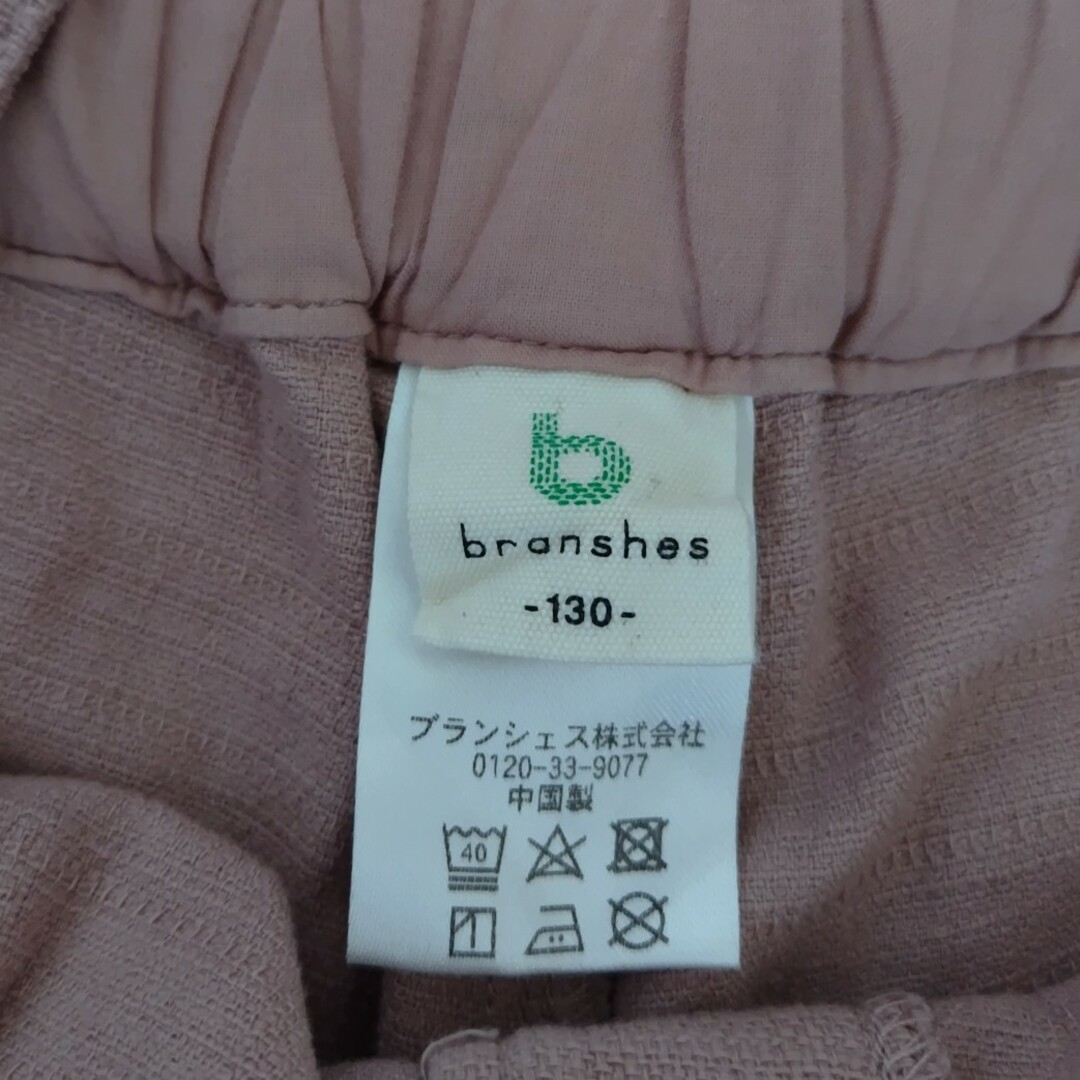 b
branshes
-130-
ブランシェス株式会社
0120-33-9077
中国製
40